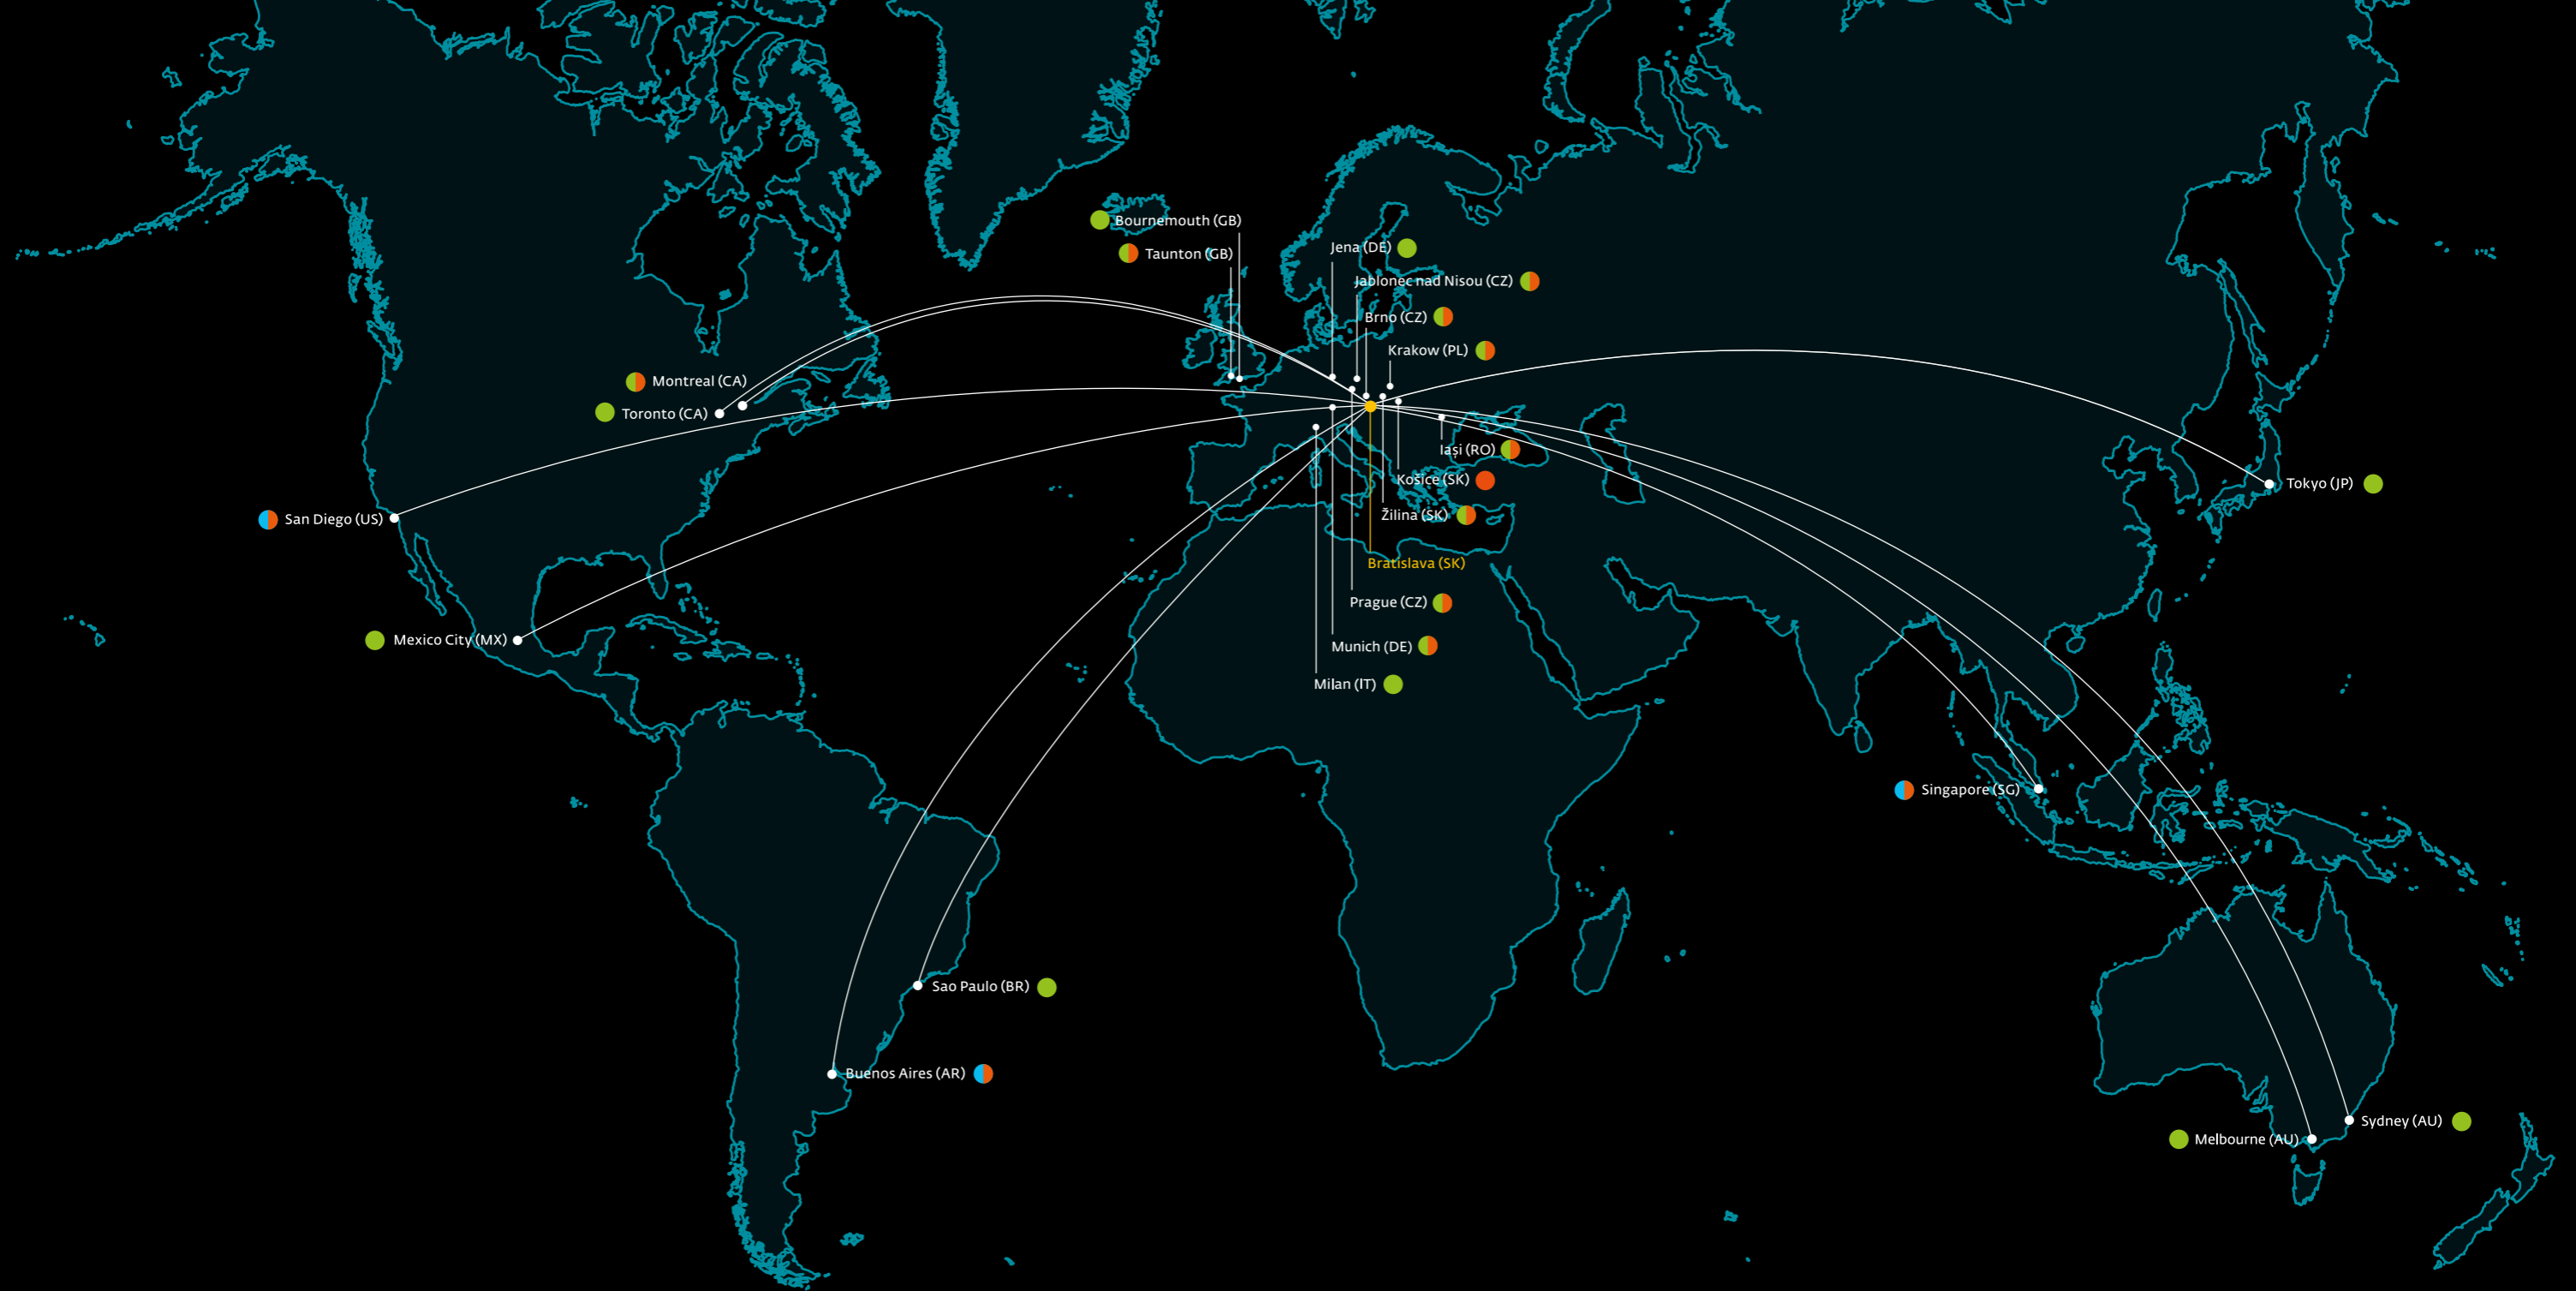 Bournemouth (GB)
Taunton (GB)
Jena (DE)
Jablonec nad Nisou (CZ)
Brno (CZ)
Krakow (PL)
Montreal (CA)
Toronto (CA)
Iași (RO)
Košice (SK)
Tokyo (JP)
Žilina (SK)
San Diego (US)
Bratislava (SK)
Prague (CZ)
Mexico City (MX)
Munich (DE)
Milan (IT)
Singapore (SG)
Sao Paulo (BR)
Buenos Aires (AR)
Sydney (AU)
Melbourne (AU)